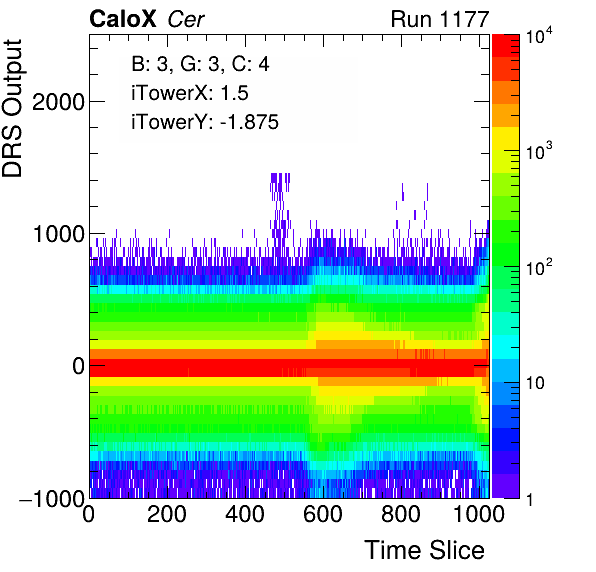 CaloX Cer Run 1177
B: 3, G: 3, C: 4
iTowerX: 1.5
iTowerY: -1.875
DRS Output
2000
1000
0
−1000
0 200 400 600 800 1000
Time Slice
10^4
10^3
10^2
10
1